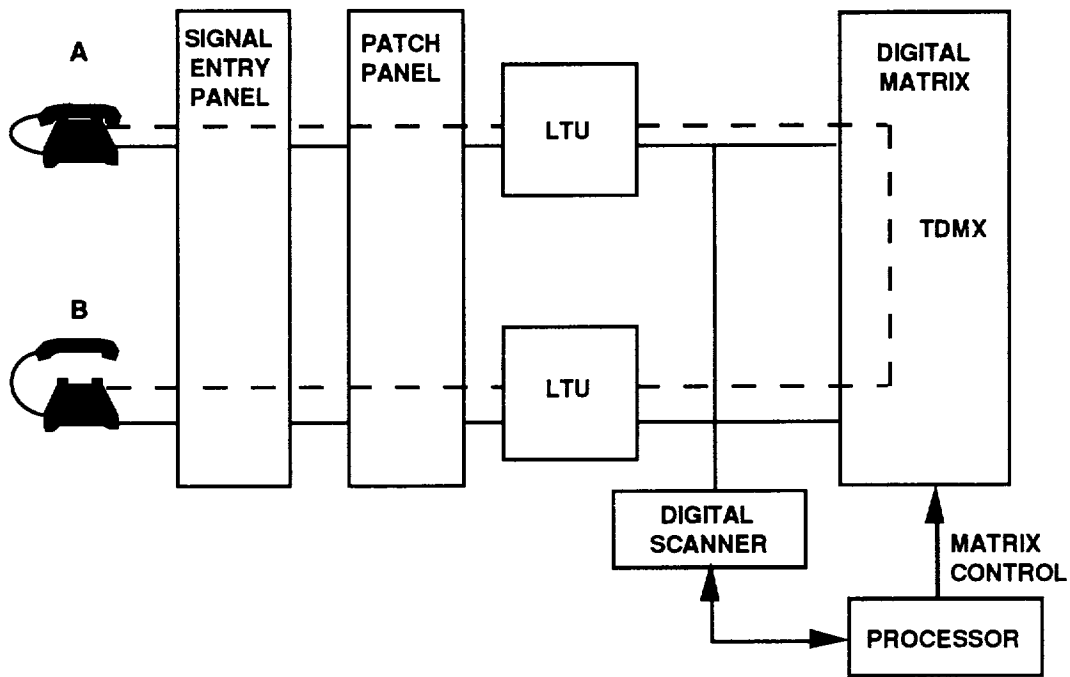 A
SIGNAL
ENTRY
PANEL
PATCH
PANEL
LTU
DIGITAL
MATRIX
TDMX
B
LTU
DIGITAL
SCANNER
MATRIX
CONTROL
PROCESSOR